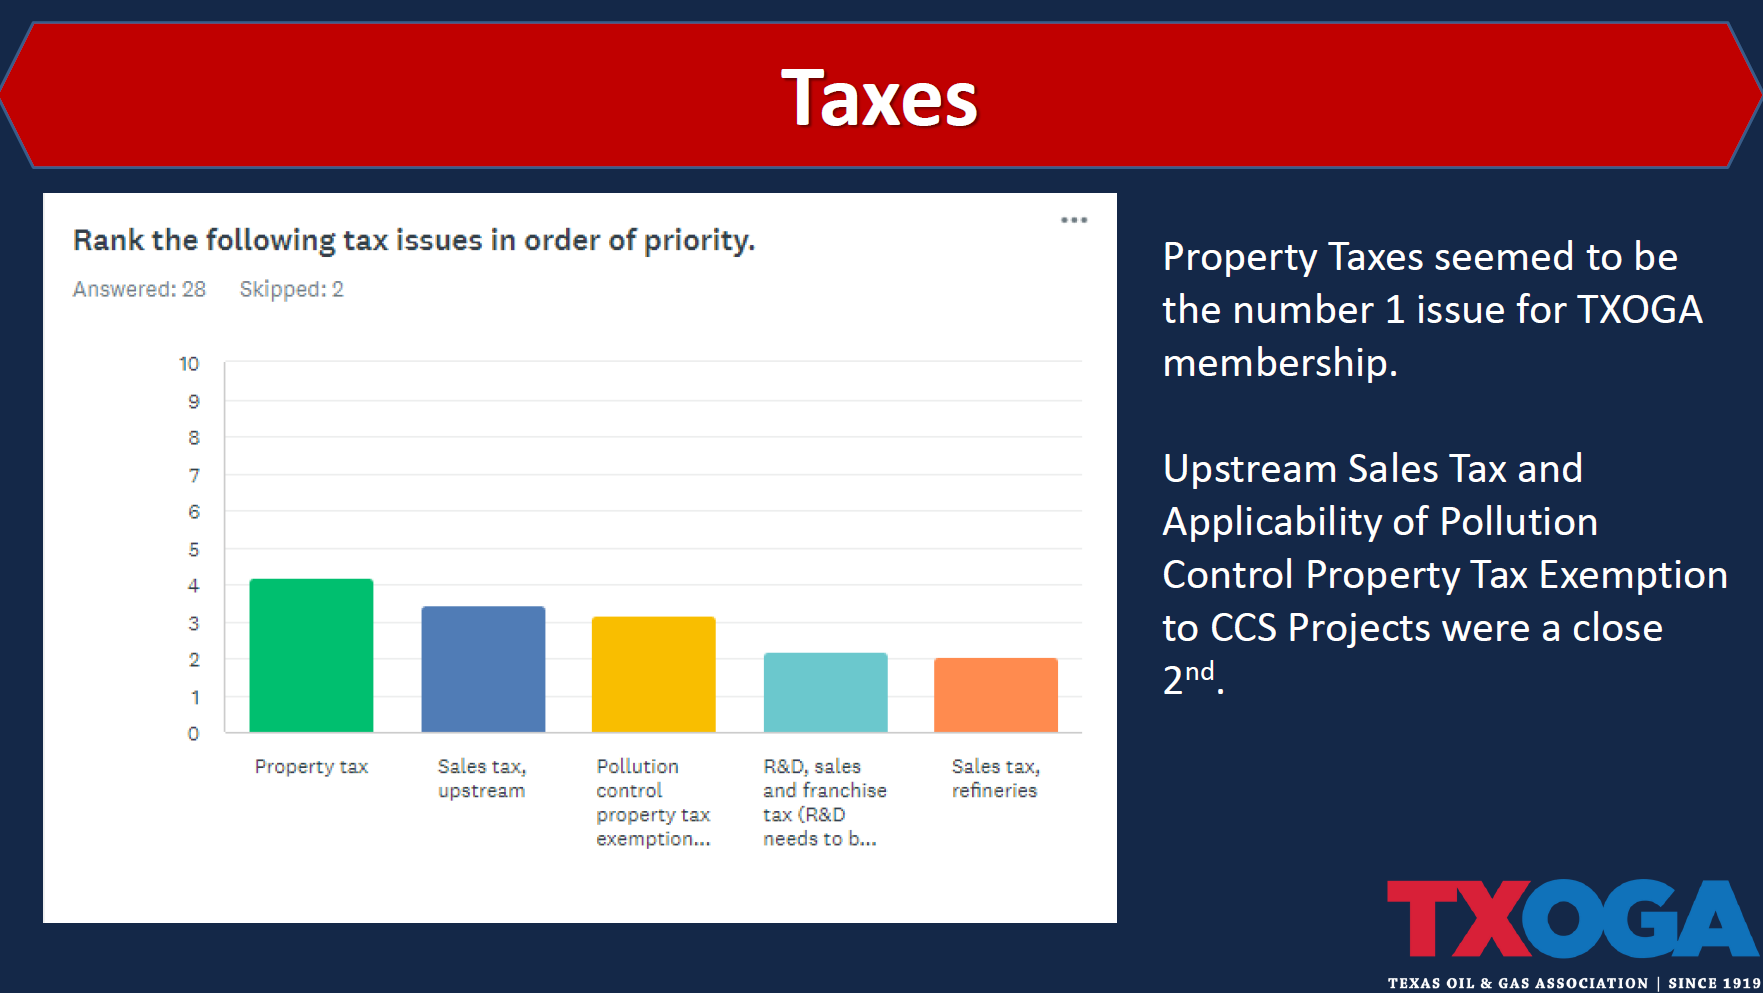 Taxes
Rank the following tax issues in order of priority.
Answered: 28 Skipped: 2
10
9
8
7
6
5
4
3
2
1
0
Property tax
Sales tax,
upstream
Pollution
control
property tax
exemption...
R&D, sales
and franchise
tax (R&D
needs to b...
Sales tax,
refineries
Property Taxes seemed to be
the number 1 issue for TXOGA
membership.
Upstream Sales Tax and
Applicability of Pollution
Control Property Tax Exemption
to CCS Projects were a close
2nd.
TXOGA
TEXAS OIL & GAS ASSOCIATION | SINCE 1919